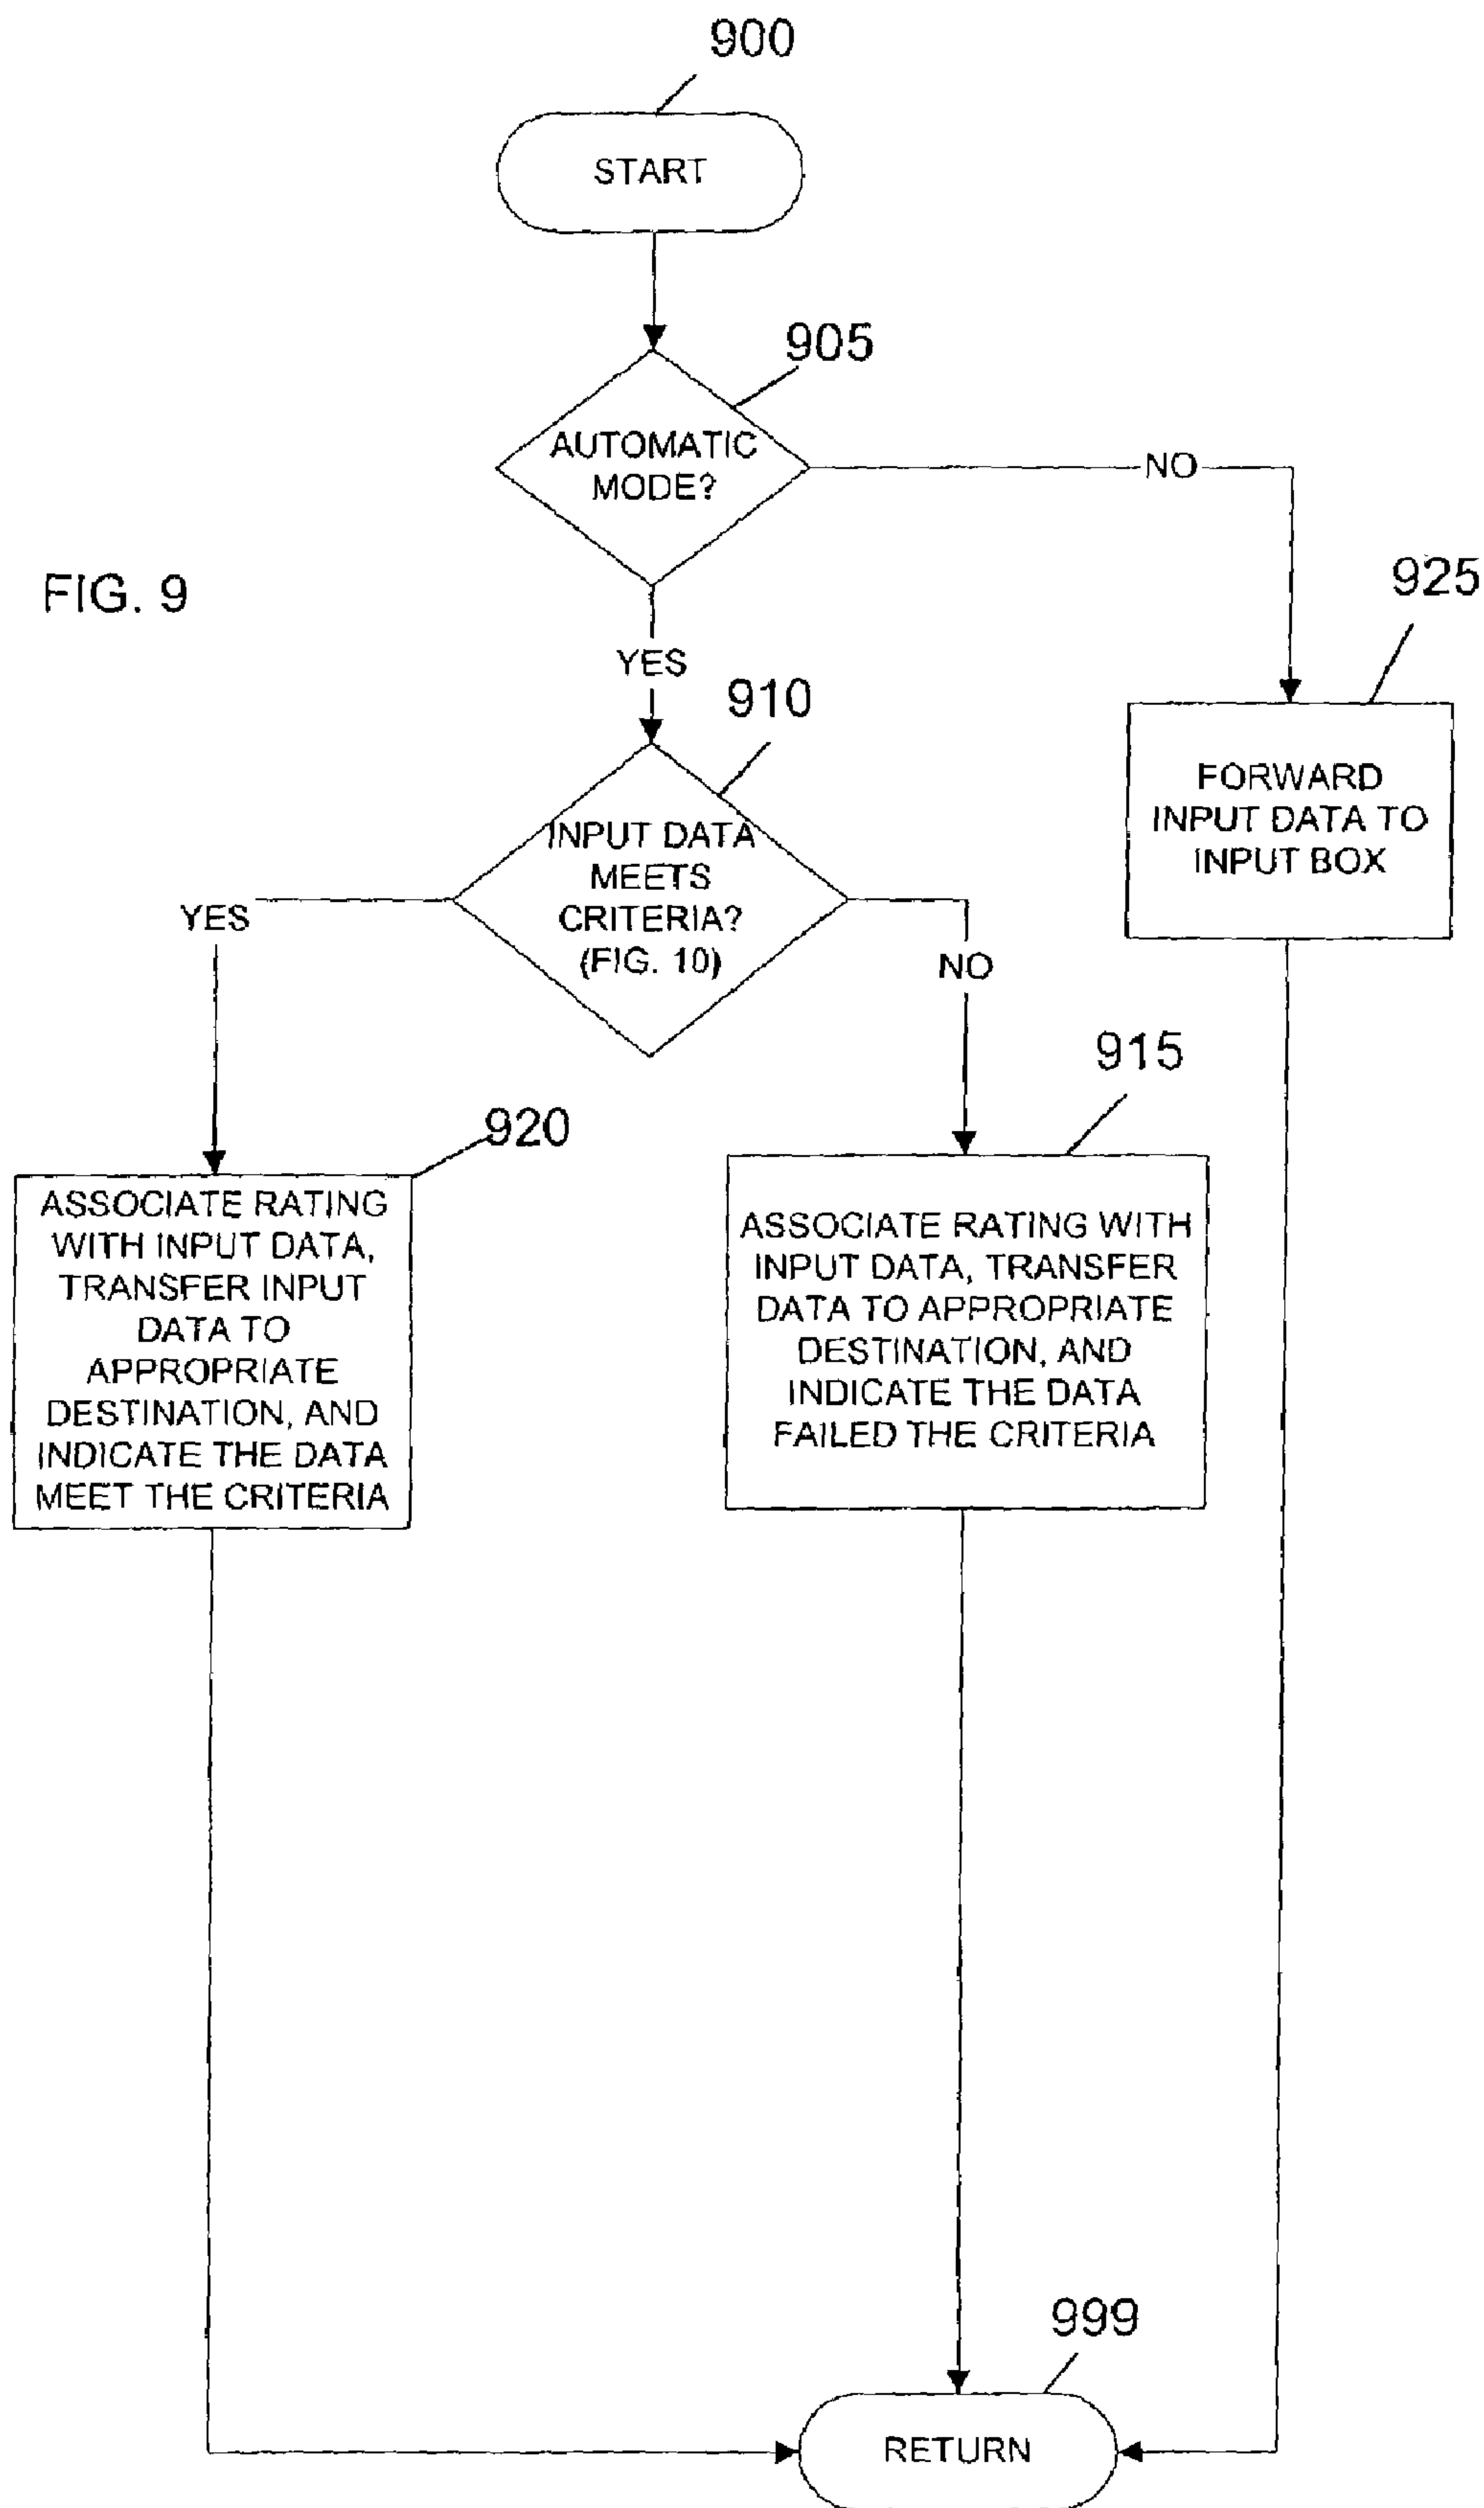 900
START
905
AUTOMATIC
MODE?
NO
FIG. 9
925
YES
910
FORWARD
INPUT DATA TO
INPUT BOX
INPUT DATA
MEETS
CRITERIA?
(FIG. 10)
YES
NO
915
920
ASSOCIATE RATING
WITH INPUT DATA,
TRANSFER INPUT
DATA TO
APPROPRIATE
DESTINATION, AND
INDICATE THE DATA
MEET THE CRITERIA
ASSOCIATE RATING WITH
INPUT DATA, TRANSFER
DATA TO APPROPRIATE
DESTINATION, AND
INDICATE THE DATA
FAILED THE CRITERIA
999
RETURN